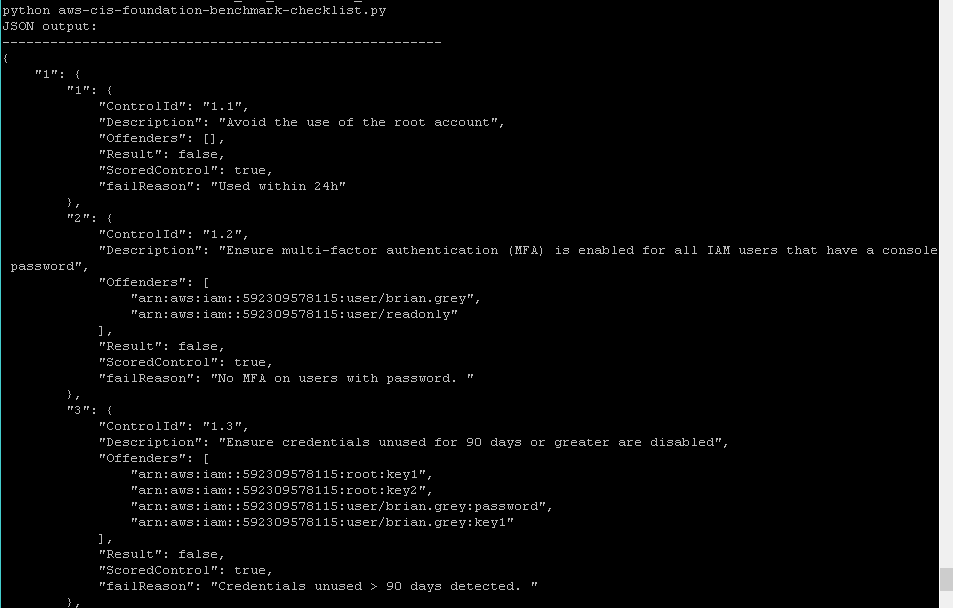 python aws-cis-foundation-benchmark-checklist.py
JSON output:
-------------------------------------------------------
{
    "1": {
        "1": {
            "ControlId": "1.1",
            "Description": "Avoid the use of the root account",
            "Offenders": [],
            "Result": false,
            "ScoredControl": true,
            "failReason": "Used within 24h"
        },
        "2": {
            "ControlId": "1.2",
            "Description": "Ensure multi-factor authentication (MFA) is enabled for all IAM users that have a console
 password",
            "Offenders": [
                "arn:aws:iam::592309578115:user/brian.grey",
                "arn:aws:iam::592309578115:user/readonly"
            ],
            "Result": false,
            "ScoredControl": true,
            "failReason": "No MFA on users with password. "
        },
        "3": {
            "ControlId": "1.3",
            "Description": "Ensure credentials unused for 90 days or greater are disabled",
            "Offenders": [
                "arn:aws:iam::592309578115:root:key1",
                "arn:aws:iam::592309578115:root:key2",
                "arn:aws:iam::592309578115:user/brian.grey:password",
                "arn:aws:iam::592309578115:user/brian.grey:key1"
            ],
            "Result": false,
            "ScoredControl": true,
            "failReason": "Credentials unused > 90 days detected. "
        },